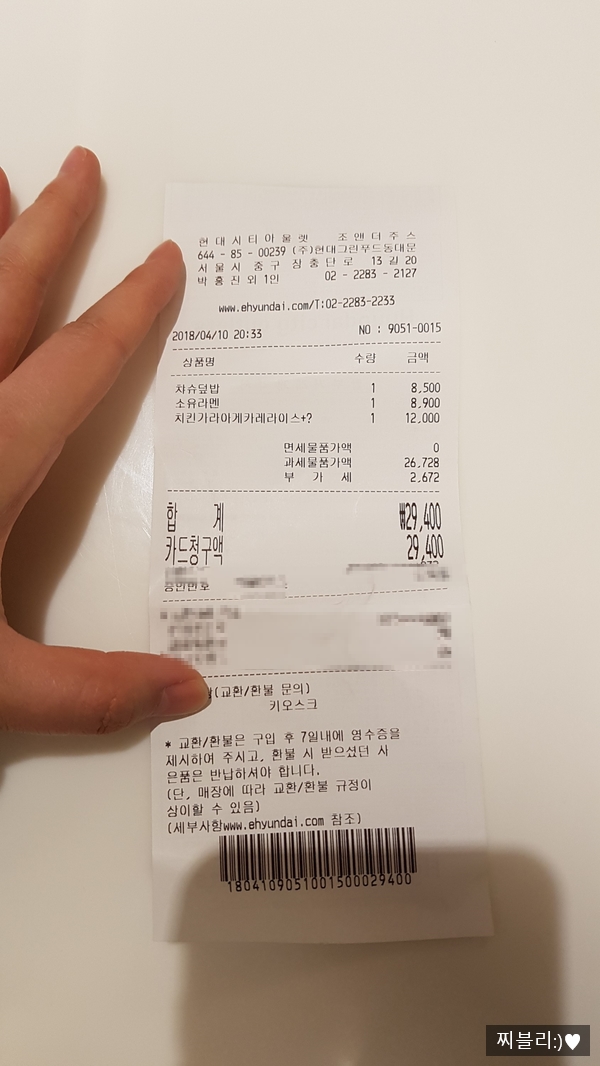 현대시티아울렛 조앤더주스
644 - 85 - 00239 (주)현대그린푸드동대문
서울시 중구 장충단로 13길 20
박홍진외1인 02 - 2283 - 2127
www.ehyundai.com/T:02-2283-2233
2018/04/10 20:33 NO : 9051-0015
상품명 수량 금액
챠슈덮밥 1 8,500
소유라멘 1 8,900
치킨가라아게카레라이스+? 1 12,000
면세물품가액 0
과세물품가액 26,728
부 가 세 2,672
합 계 ₩29,400
카드청구액 29,400
승인번호
(교환/환불 문의)
키오스크
* 교환/환불은 구입 후 7일내에 영수증을
제시하여 주시고, 환불 시 받으셨던 사
은품은 반납하셔야 합니다.
(단, 매장에 따라 교환/환불 규정이
상이할 수 있음)
(세부사항www.ehyundai.com 참조)
1804109051001500029400
찌블리:)♥